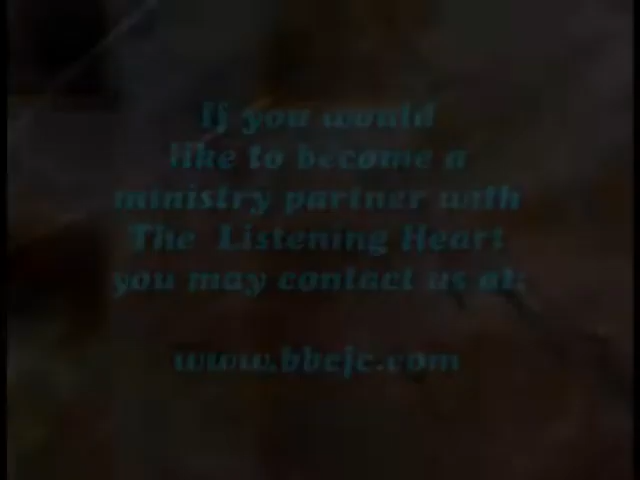 If you would
like to become a
ministry partner with
The Listening Heart
you may contact us at:
www.bbcjc.com